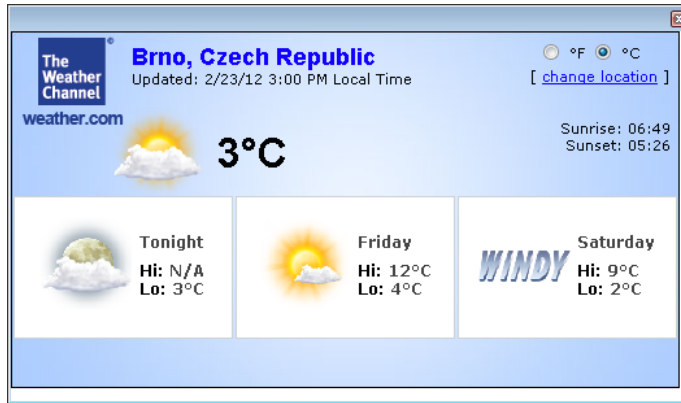 The
Weather
Channel
weather.com
Brno, Czech Republic
Updated: 2/23/12 3:00 PM Local Time
°F °C
[ change location ]
3°C
Sunrise: 06:49
Sunset: 05:26
Tonight
Hi: N/A
Lo: 3°C
Friday
Hi: 12°C
Lo: 4°C
WINDY
Saturday
Hi: 9°C
Lo: 2°C